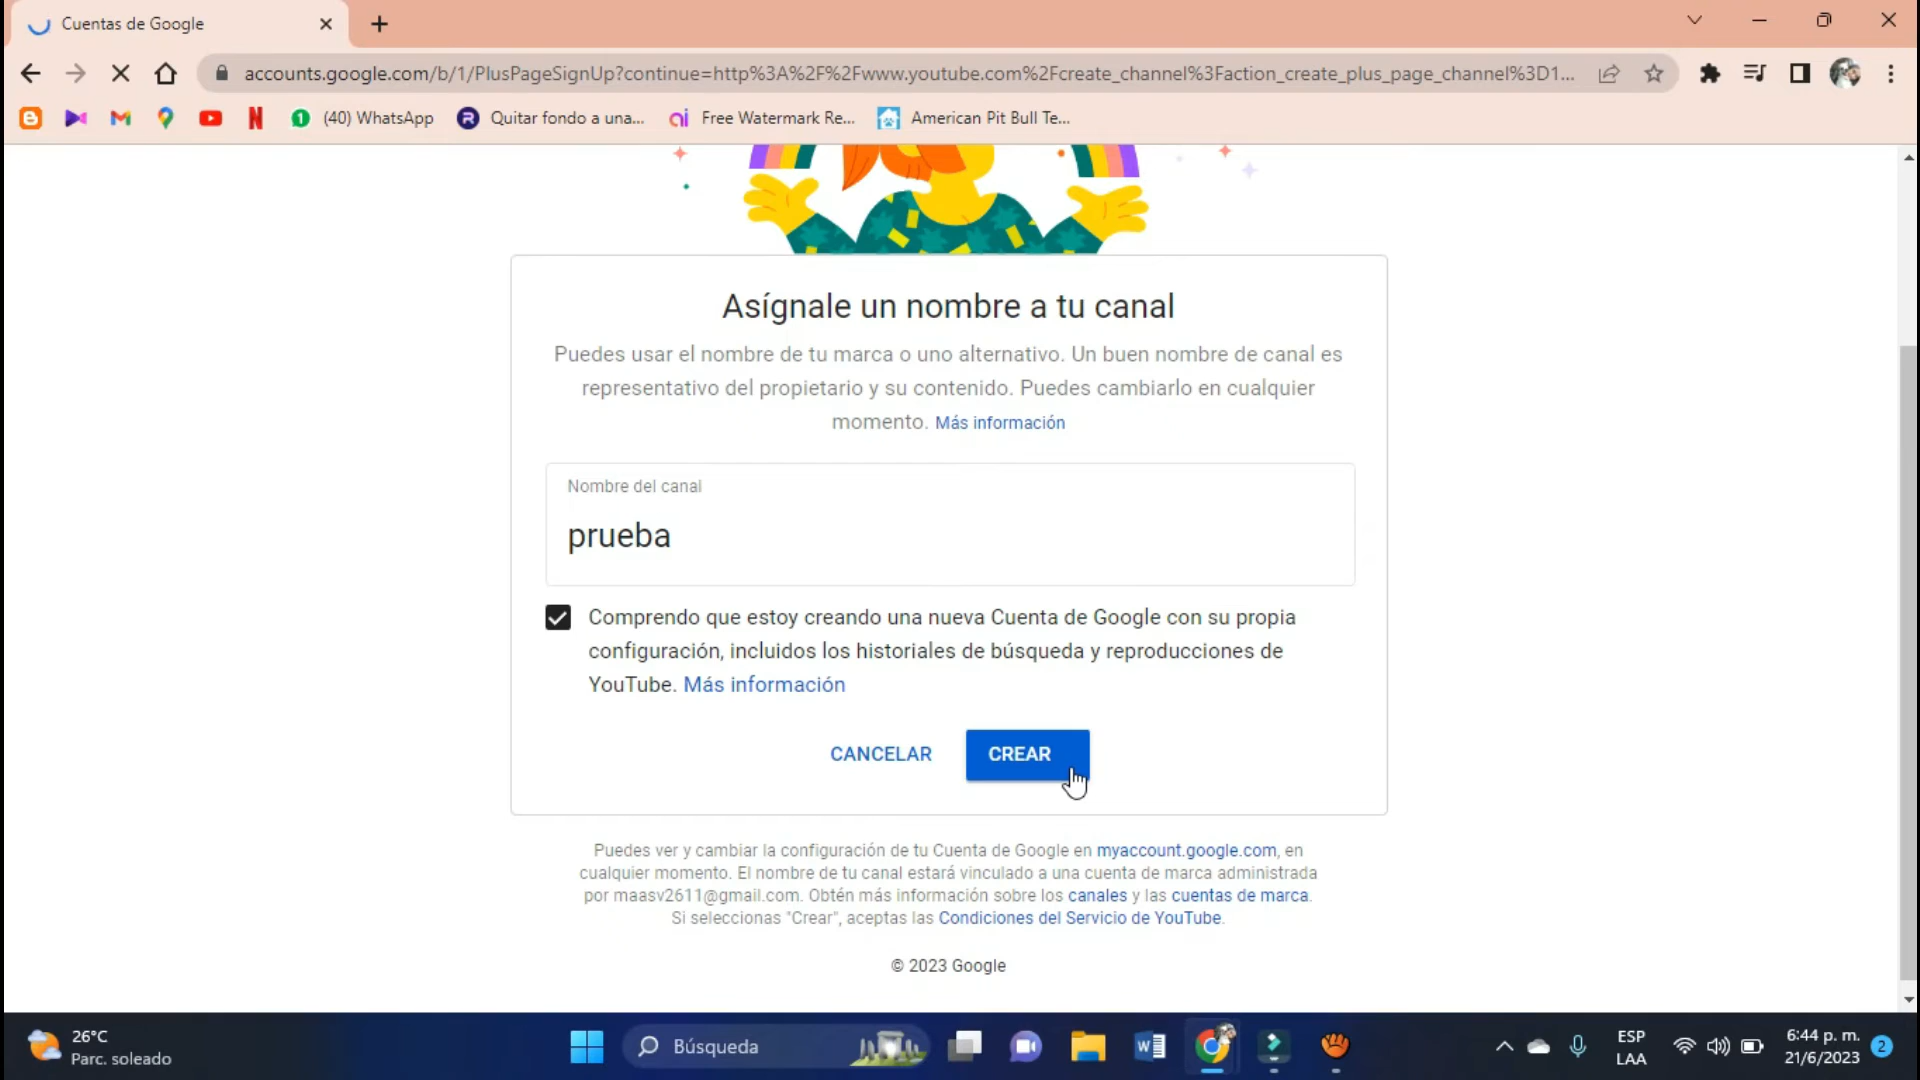 Cuentas de Google
accounts.google.com/b/1/PlusPageSignUp?continue=http%3A%2F%2Fwww.youtube.com%2Fcreate_channel%3Faction_create_plus_page_channel%3D1...
1 (40) WhatsApp R Quitar fondo a una... ai Free Watermark Re... American Pit Bull Te...
Asígnale un nombre a tu canal
Puedes usar el nombre de tu marca o uno alternativo. Un buen nombre de canal es
representativo del propietario y su contenido. Puedes cambiarlo en cualquier
momento. Más información
Nombre del canal
prueba
Comprendo que estoy creando una nueva Cuenta de Google con su propia
configuración, incluidos los historiales de búsqueda y reproducciones de
YouTube. Más información
CANCELAR CREAR
Puedes ver y cambiar la configuración de tu Cuenta de Google en myaccount.google.com, en
cualquier momento. El nombre de tu canal estará vinculado a una cuenta de marca administrada
por maasv2611@gmail.com. Obtén más información sobre los canales y las cuentas de marca.
Si seleccionas "Crear", aceptas las Condiciones del Servicio de YouTube.
© 2023 Google
26°C
Parc. soleado
Búsqueda
ESP
LAA
6:44 p. m.
21/6/2023
2